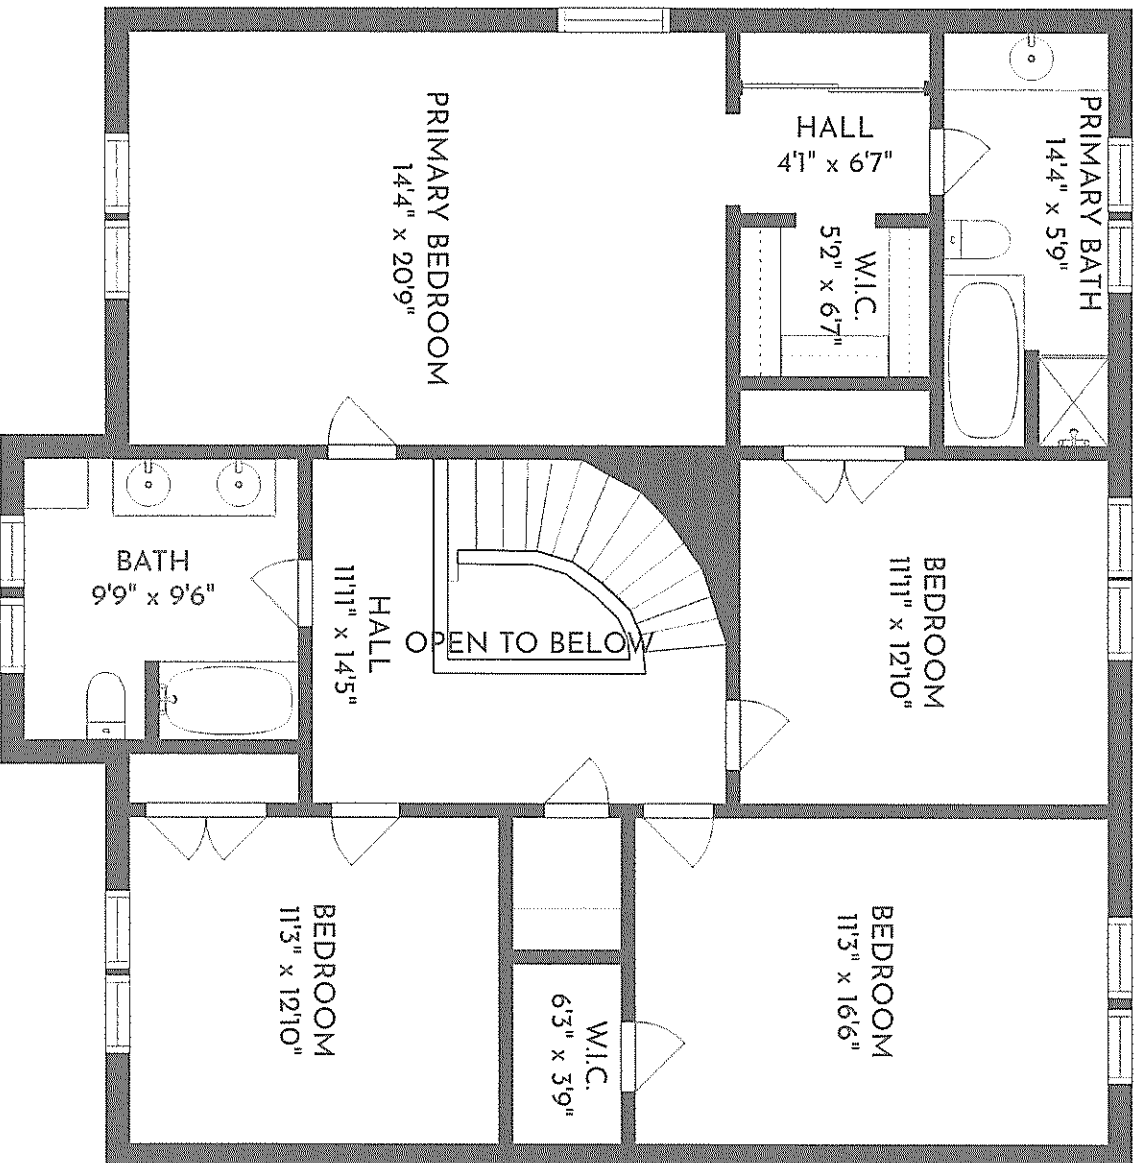 PRIMARY BEDROOM
14'4" x 20'9"
HALL
4'1" x 6'7"
PRIMARY BATH
14'4" x 5'9"
W.I.C.
5'2" x 6'7"
BATH
9'9" x 9'6"
HALL
11'11" x 14'5"
OPEN TO BELOW
BEDROOM
11'11" x 12'10"
BEDROOM
11'3" x 12'10"
W.I.C.
6'3" x 3'9"
BEDROOM
11'3" x 16'6"